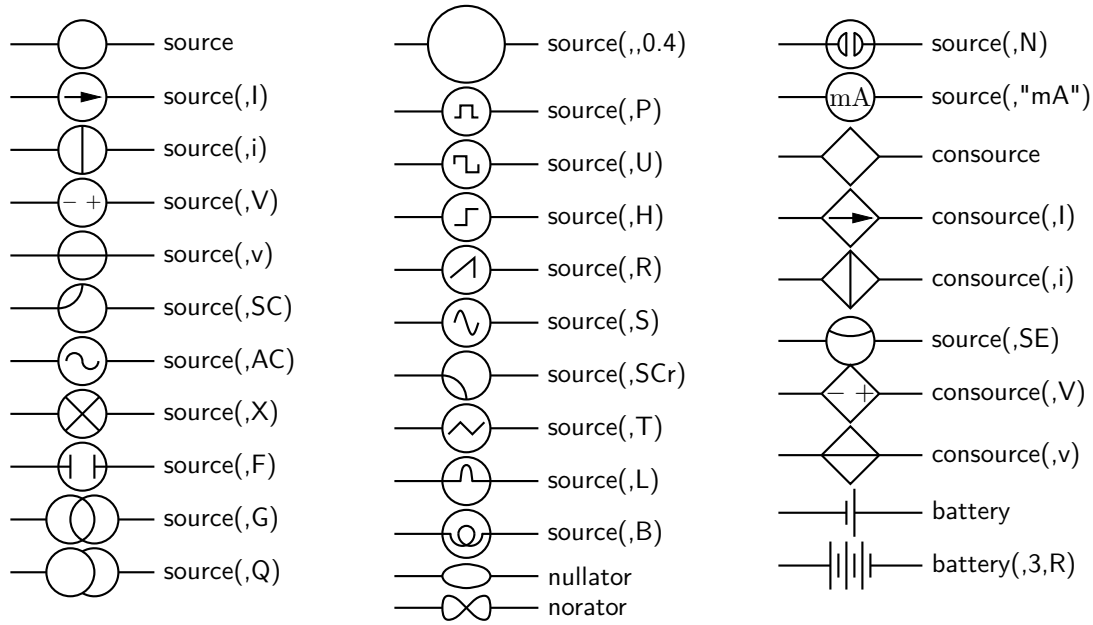 source
source(,I)
source(,i)
source(,V)
source(,v)
source(,SC)
source(,AC)
source(,X)
source(,F)
source(,G)
source(,Q)
source(,,0.4)
source(,P)
source(,U)
source(,H)
source(,R)
source(,S)
source(,SCr)
source(,T)
source(,L)
source(,B)
nullator
norator
source(,N)
mA source(,"mA")
consource
consource(,I)
consource(,i)
source(,SE)
consource(,V)
consource(,v)
battery
battery(,3,R)